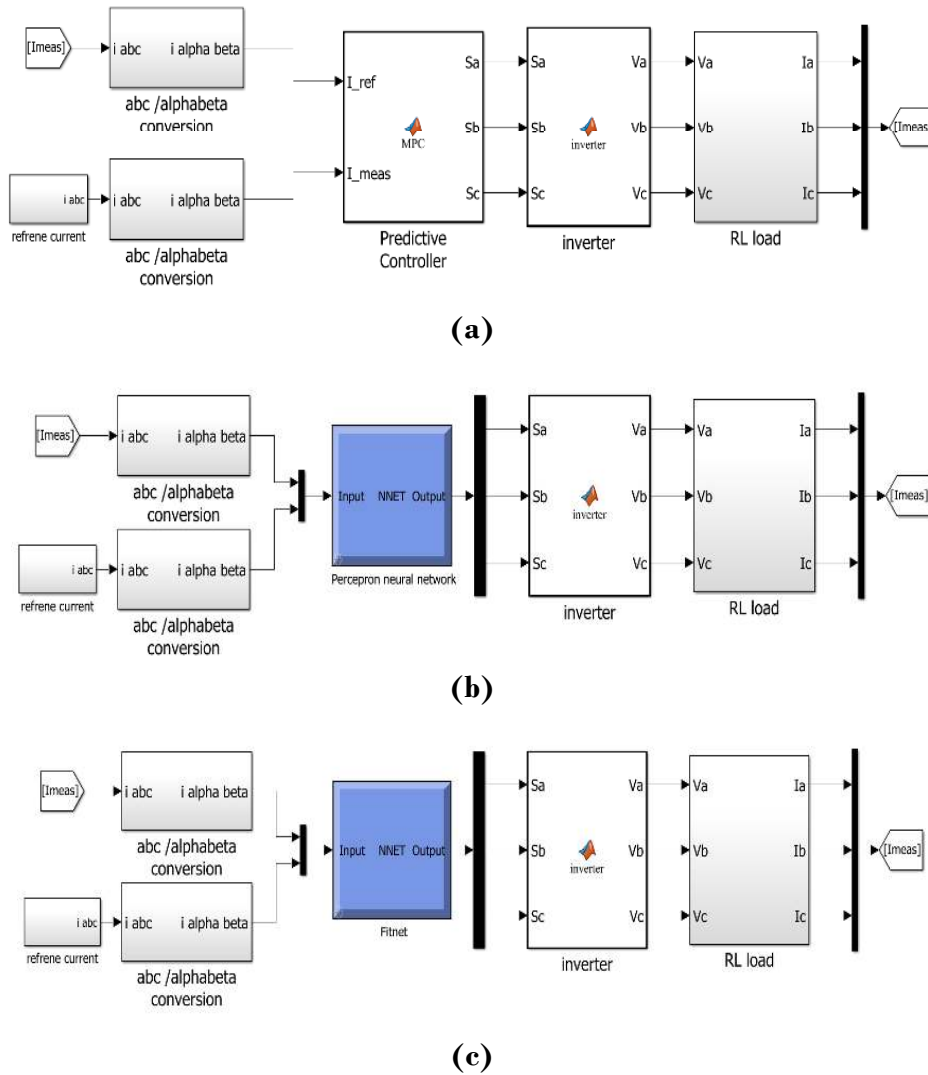 [Imeas]
i abc
i alpha beta
abc /alphabeta
conversion
i abc
refrene current
i abc
i alpha beta
abc /alphabeta
conversion
I_ref
I_meas
MPC
Sa
Sb
Sc
Predictive
Controller
Sa
Sb
Sc
inverter
Va
Vb
Vc
inverter
Va
Vb
Vc
Ia
Ib
Ic
RL load
[Imeas]
(a)
[Imeas]
i abc
i alpha beta
abc /alphabeta
conversion
i abc
refrene current
i abc
i alpha beta
abc /alphabeta
conversion
Input NNET Output
Percepron neural network
Sa
Sb
Sc
inverter
Va
Vb
Vc
inverter
Va
Vb
Vc
Ia
Ib
Ic
RL load
[Imeas]
(b)
[Imeas]
i abc
i alpha beta
abc /alphabeta
conversion
i abc
refrene current
i abc
i alpha beta
abc /alphabeta
conversion
Input NNET Output
Fitnet
Sa
Sb
Sc
inverter
Va
Vb
Vc
inverter
Va
Vb
Vc
Ia
Ib
Ic
RL load
[Imeas]
(c)